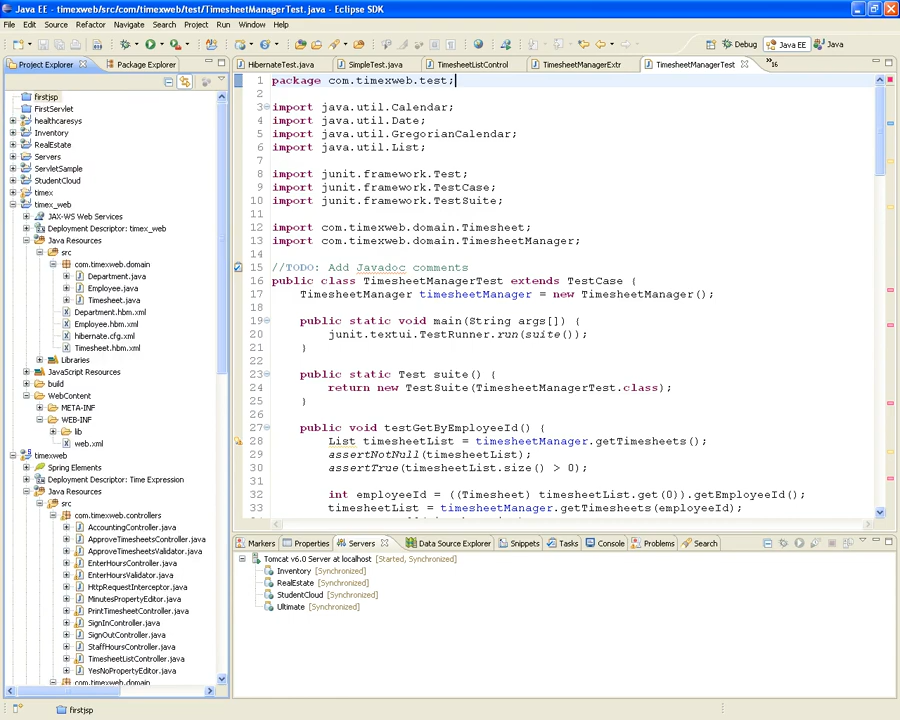 Java EE - timexweb/src/com/timexweb/test/TimesheetManagerTest.java - Eclipse SDK
File Edit Source Refactor Navigate Search Project Run Window Help
Debug Java EE Java
Project Explorer Package Explorer
firstjsp
FirstServlet
healthcaresys
Inventory
RealEstate
Servers
ServletSample
StudentCloud
timex
timex_web
JAX-WS Web Services
Deployment Descriptor: timex_web
Java Resources
src
com.timexweb.domain
Department.java
Employee.java
Timesheet.java
Department.hbm.xml
Employee.hbm.xml
hibernate.cfg.xml
Timesheet.hbm.xml
Libraries
JavaScript Resources
build
WebContent
META-INF
WEB-INF
lib
web.xml
timexweb
Spring Elements
Deployment Descriptor: Time Expression
Java Resources
src
com.timexweb.controllers
AccountingController.java
ApproveTimesheetsController.java
ApproveTimesheetsValidator.java
EnterHoursController.java
EnterHoursValidator.java
HttpRequestInterceptor.java
MinutesPropertyEditor.java
PrintTimesheetController.java
SignInController.java
SignOutController.java
StaffHoursController.java
TimesheetListController.java
YesNoPropertyEditor.java
com.timexweb.domain
HibernateTest.java SimpleTest.java TimesheetListControl TimesheetManagerExtr TimesheetManagerTest »16
1 package com.timexweb.test;
2
3 import java.util.Calendar;
4 import java.util.Date;
5 import java.util.GregorianCalendar;
6 import java.util.List;
7
8 import junit.framework.Test;
9 import junit.framework.TestCase;
10 import junit.framework.TestSuite;
11
12 import com.timexweb.domain.Timesheet;
13 import com.timexweb.domain.TimesheetManager;
14
15 //TODO: Add Javadoc comments
16 public class TimesheetManagerTest extends TestCase {
17 TimesheetManager timesheetManager = new TimesheetManager();
18
19 public static void main(String args[]) {
20 junit.textui.TestRunner.run(suite());
21 }
22
23 public static Test suite() {
24 return new TestSuite(TimesheetManagerTest.class);
25 }
26
27 public void testGetByEmployeeId() {
28 List timesheetList = timesheetManager.getTimesheets();
29 assertNotNull(timesheetList);
30 assertTrue(timesheetList.size() > 0);
31
32 int employeeId = ((Timesheet) timesheetList.get(0)).getEmployeeId();
33 timesheetList = timesheetManager.getTimesheets(employeeId);
Markers Properties Servers Data Source Explorer Snippets Tasks Console Problems Search
Tomcat v6.0 Server at localhost [Started, Synchronized]
Inventory [Synchronized]
RealEstate [Synchronized]
StudentCloud [Synchronized]
Ultimate [Synchronized]
firstjsp